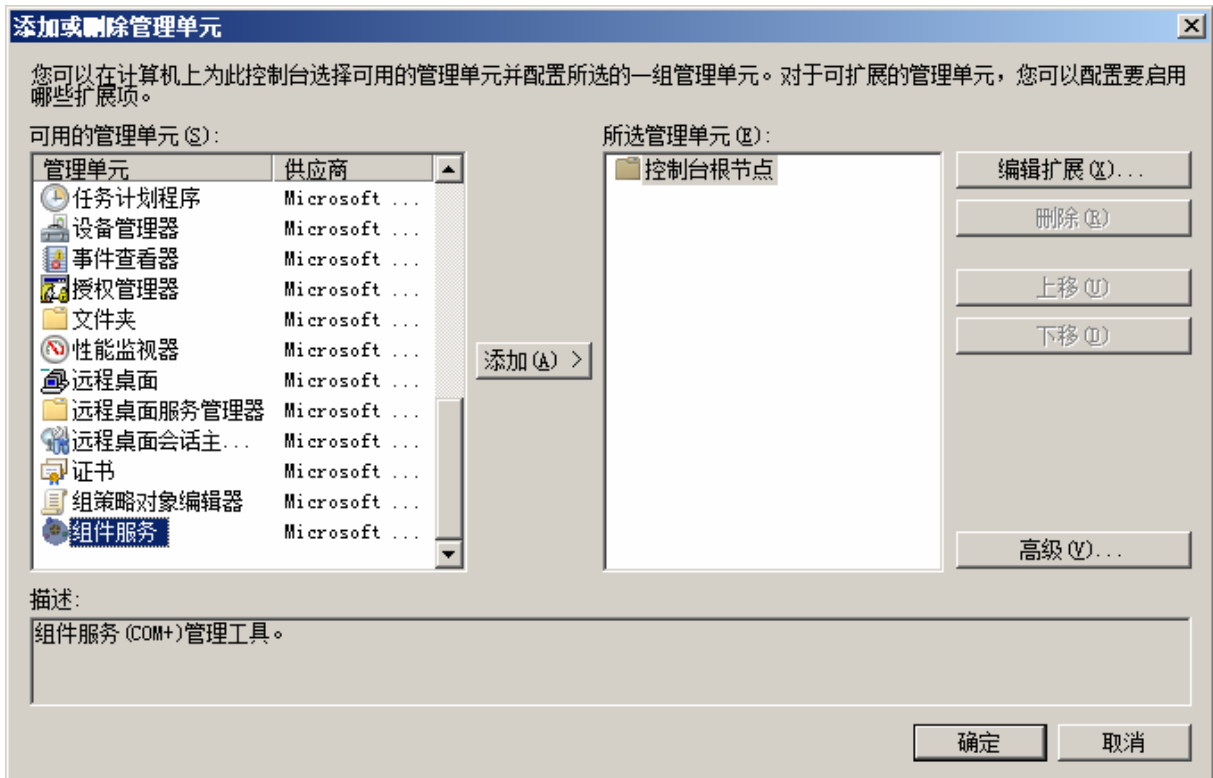 添加或删除管理单元
您可以在计算机上为此控制台选择可用的管理单元并配置所选的一组管理单元。对于可扩展的管理单元，您可以配置要启用
哪些扩展项。
可用的管理单元(S):
所选管理单元(E):
管理单元 供应商
任务计划程序 Microsoft ...
设备管理器 Microsoft ...
事件查看器 Microsoft ...
授权管理器 Microsoft ...
文件夹 Microsoft ...
性能监视器 Microsoft ...
远程桌面 Microsoft ...
远程桌面服务管理器 Microsoft ...
远程桌面会话主... Microsoft ...
证书 Microsoft ...
组策略对象编辑器 Microsoft ...
组件服务 Microsoft ...
添加(A) >
控制台根节点
编辑扩展(X)...
删除(R)
上移(U)
下移(D)
高级(V)...
描述:
组件服务(COM+)管理工具。
确定
取消